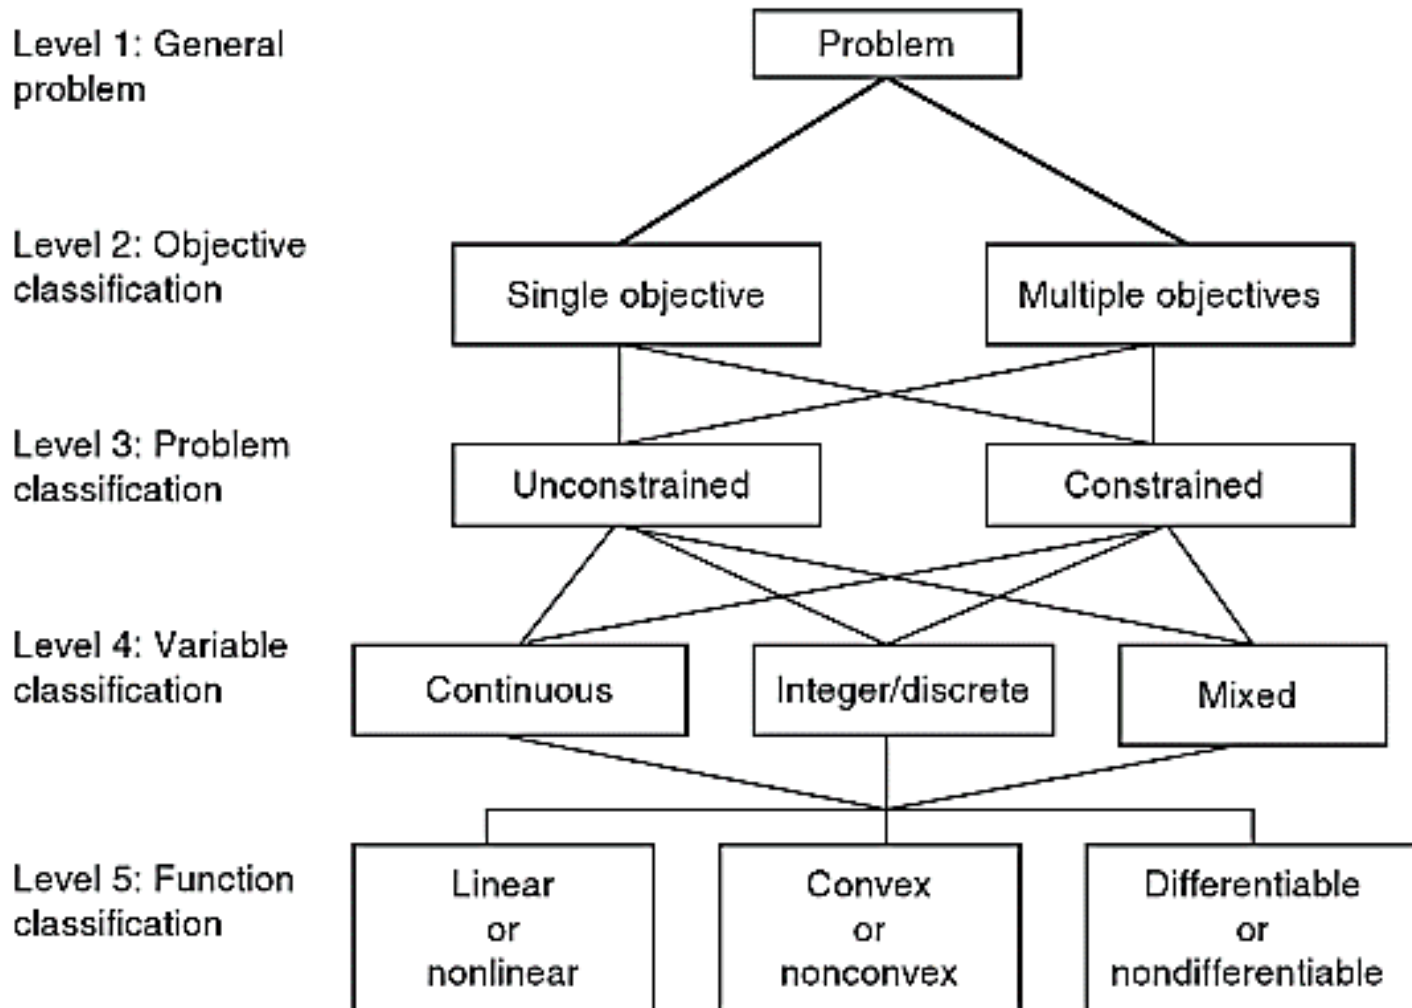 Level 1: General
problem
Problem
Level 2: Objective
classification
Single objective
Multiple objectives
Level 3: Problem
classification
Unconstrained
Constrained
Level 4: Variable
classification
Continuous
Integer/discrete
Mixed
Level 5: Function
classification
Linear
or
nonlinear
Convex
or
nonconvex
Differentiable
or
nondifferentiable